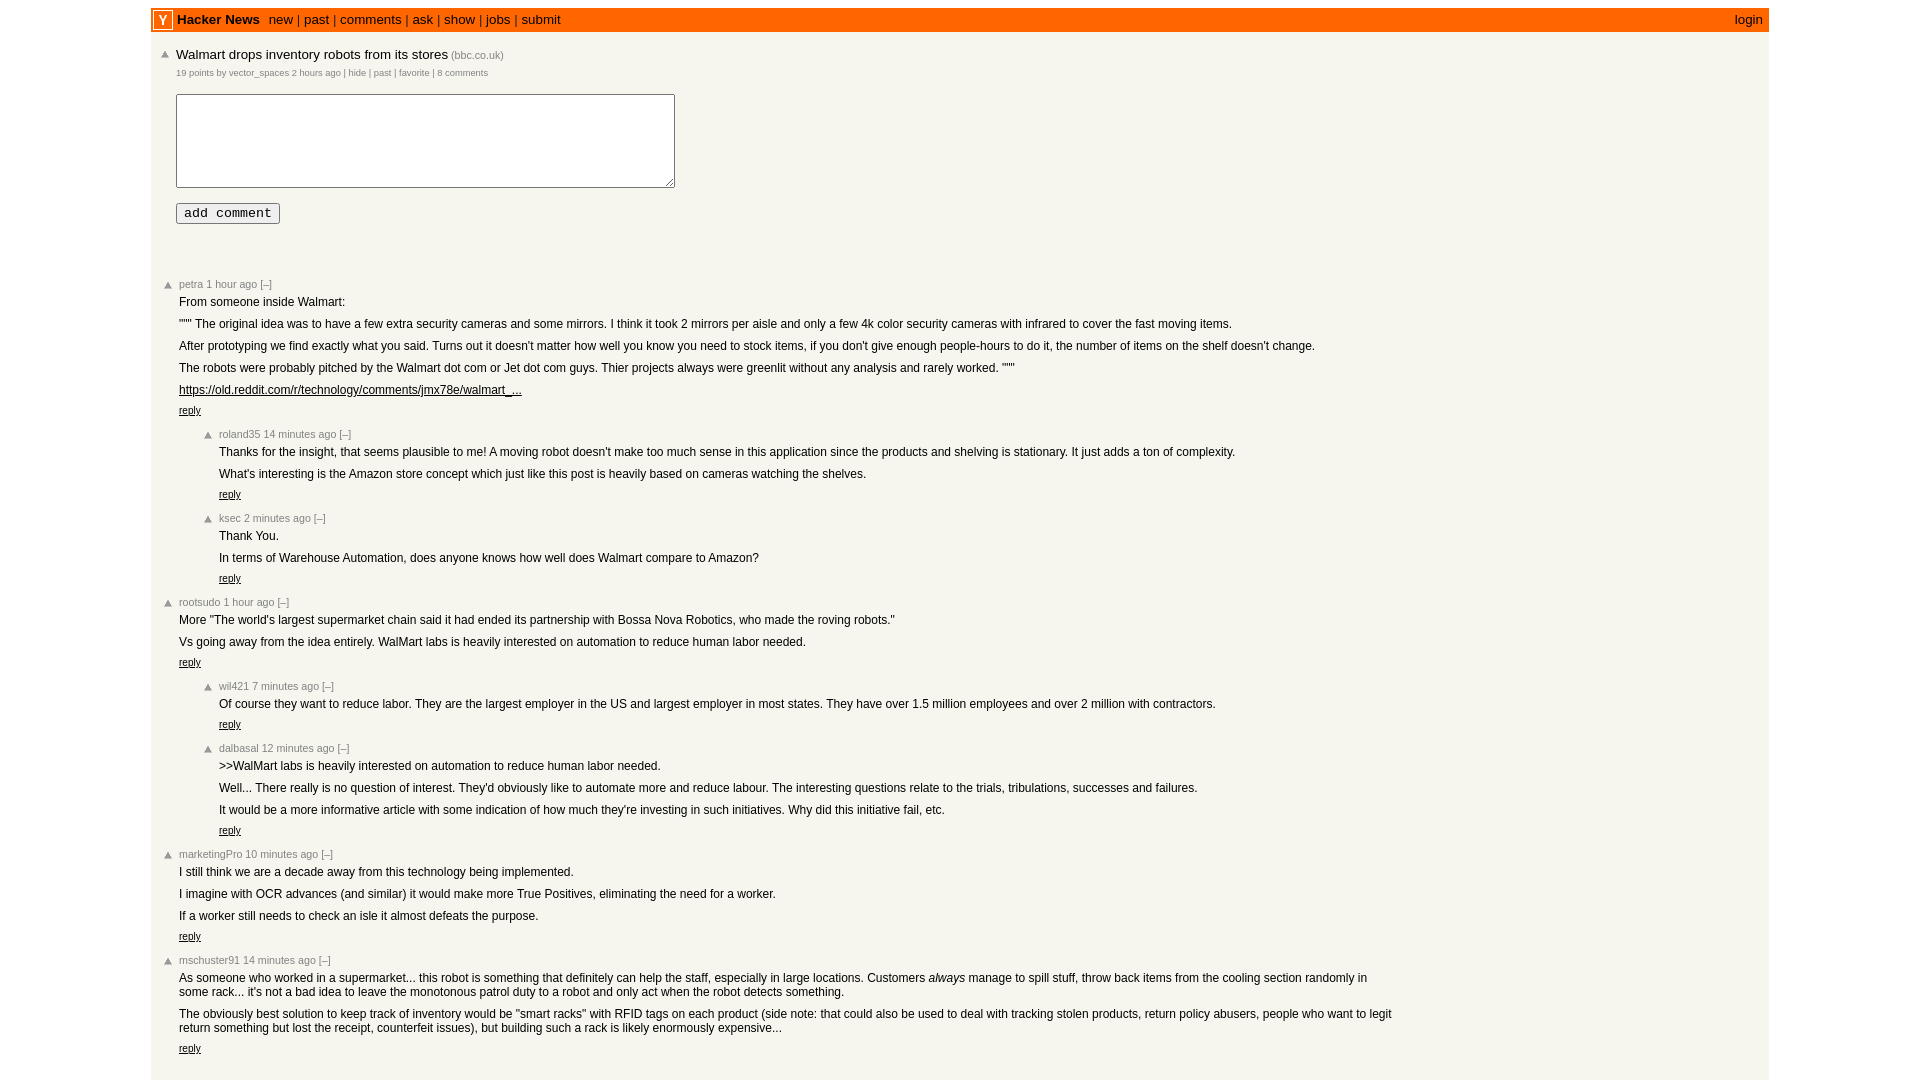 Y Hacker News new | past | comments | ask | show | jobs | submit login
Walmart drops inventory robots from its stores (bbc.co.uk)
19 points by vector_spaces 2 hours ago | hide | past | favorite | 8 comments
add comment
petra 1 hour ago [–]
From someone inside Walmart:
""" The original idea was to have a few extra security cameras and some mirrors. I think it took 2 mirrors per aisle and only a few 4k color security cameras with infrared to cover the fast moving items.
After prototyping we find exactly what you said. Turns out it doesn't matter how well you know you need to stock items, if you don't give enough people-hours to do it, the number of items on the shelf doesn't change.
The robots were probably pitched by the Walmart dot com or Jet dot com guys. Thier projects always were greenlit without any analysis and rarely worked. """
https://old.reddit.com/r/technology/comments/jmx78e/walmart_...
reply
roland35 14 minutes ago [–]
Thanks for the insight, that seems plausible to me! A moving robot doesn't make too much sense in this application since the products and shelving is stationary. It just adds a ton of complexity.
What's interesting is the Amazon store concept which just like this post is heavily based on cameras watching the shelves.
reply
ksec 2 minutes ago [–]
Thank You.
In terms of Warehouse Automation, does anyone knows how well does Walmart compare to Amazon?
reply
rootsudo 1 hour ago [–]
More "The world's largest supermarket chain said it had ended its partnership with Bossa Nova Robotics, who made the roving robots."
Vs going away from the idea entirely. WalMart labs is heavily interested on automation to reduce human labor needed.
reply
wil421 7 minutes ago [–]
Of course they want to reduce labor. They are the largest employer in the US and largest employer in most states. They have over 1.5 million employees and over 2 million with contractors.
reply
dalbasal 12 minutes ago [–]
>>WalMart labs is heavily interested on automation to reduce human labor needed.
Well... There really is no question of interest. They'd obviously like to automate more and reduce labour. The interesting questions relate to the trials, tribulations, successes and failures.
It would be a more informative article with some indication of how much they're investing in such initiatives. Why did this initiative fail, etc.
reply
marketingPro 10 minutes ago [–]
I still think we are a decade away from this technology being implemented.
I imagine with OCR advances (and similar) it would make more True Positives, eliminating the need for a worker.
If a worker still needs to check an isle it almost defeats the purpose.
reply
mschuster91 14 minutes ago [–]
As someone who worked in a supermarket... this robot is something that definitely can help the staff, especially in large locations. Customers always manage to spill stuff, throw back items from the cooling section randomly in
some rack... it's not a bad idea to leave the monotonous patrol duty to a robot and only act when the robot detects something.
The obviously best solution to keep track of inventory would be "smart racks" with RFID tags on each product (side note: that could also be used to deal with tracking stolen products, return policy abusers, people who want to legit
return something but lost the receipt, counterfeit issues), but building such a rack is likely enormously expensive...
reply